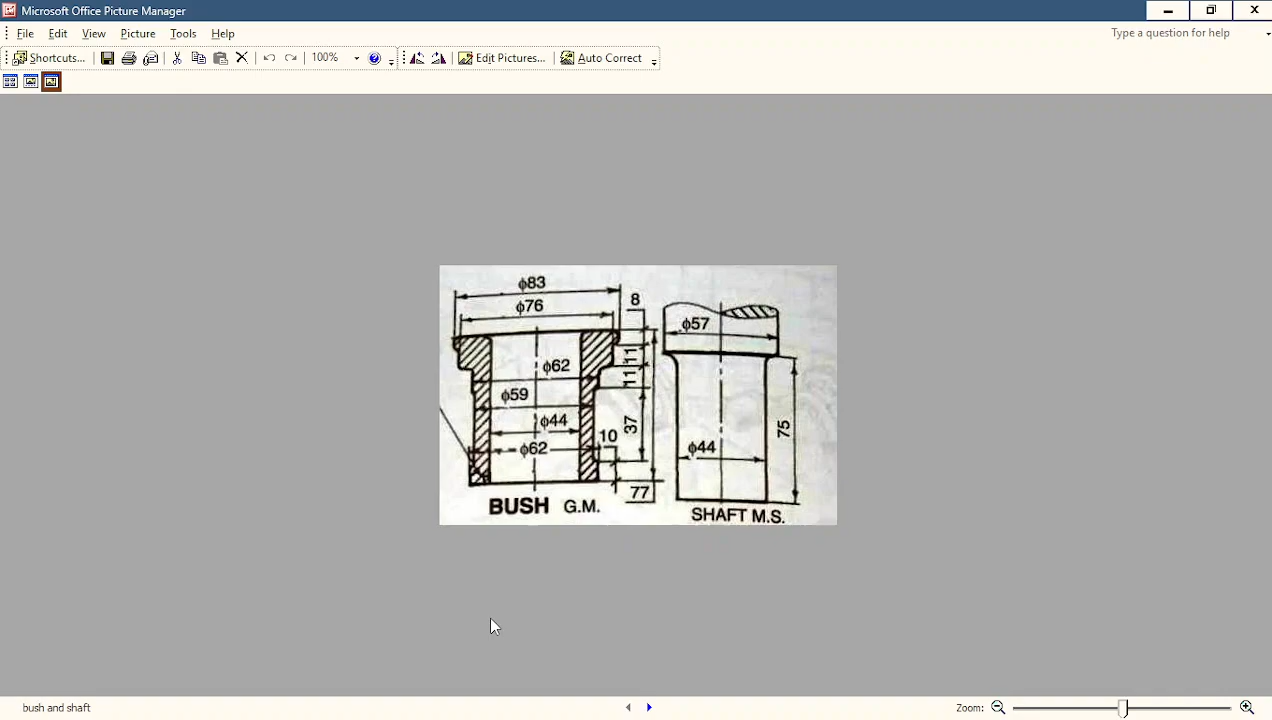 Microsoft Office Picture Manager
File Edit View Picture Tools Help
Type a question for help
Shortcuts... 100% Edit Pictures... Auto Correct
ϕ83
ϕ76
8
ϕ57
11
ϕ62
11
ϕ59
37
ϕ44
10
75
ϕ62
ϕ44
77
BUSH G.M.
SHAFT M.S.
bush and shaft
Zoom: